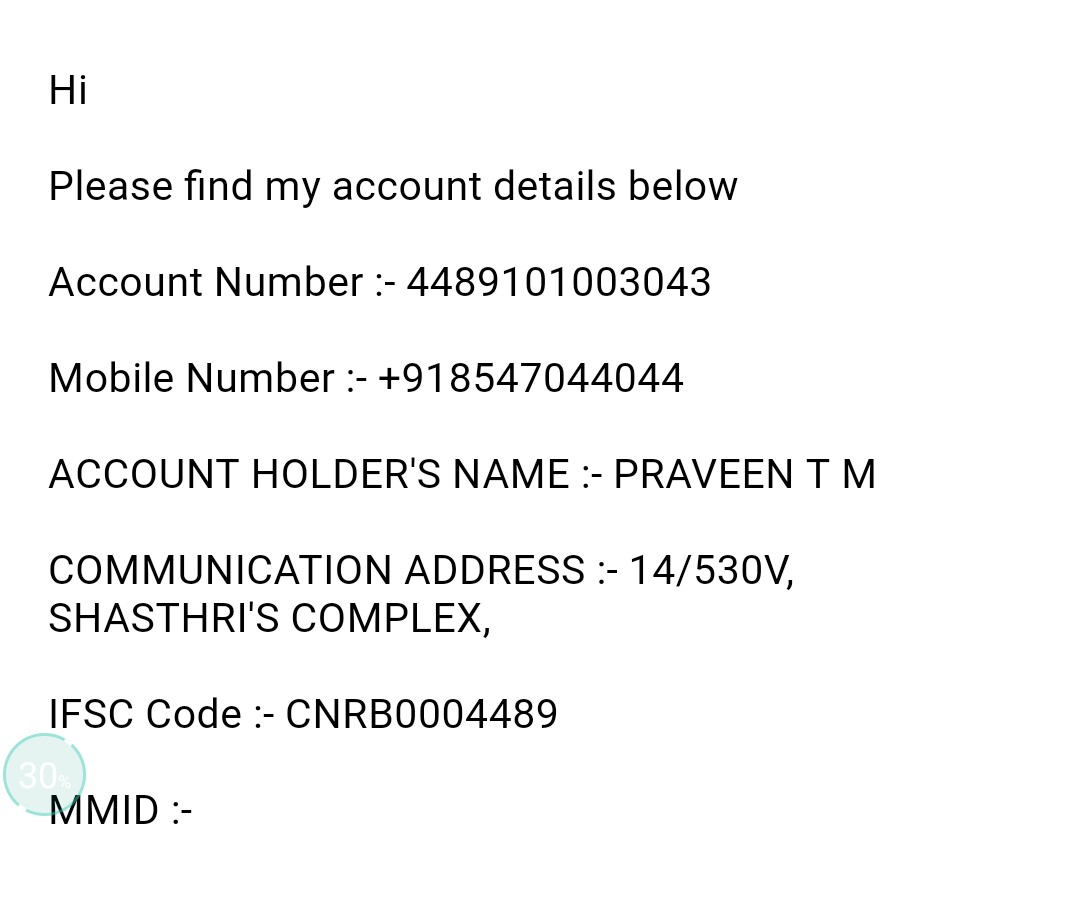 Hi
Please find my account details below
Account Number :- 4489101003043
Mobile Number :- +918547044044
ACCOUNT HOLDER'S NAME :- PRAVEEN T M
COMMUNICATION ADDRESS :- 14/530V,
SHASTHRI'S COMPLEX,
IFSC Code :- CNRB0004489
30%
MMID :-